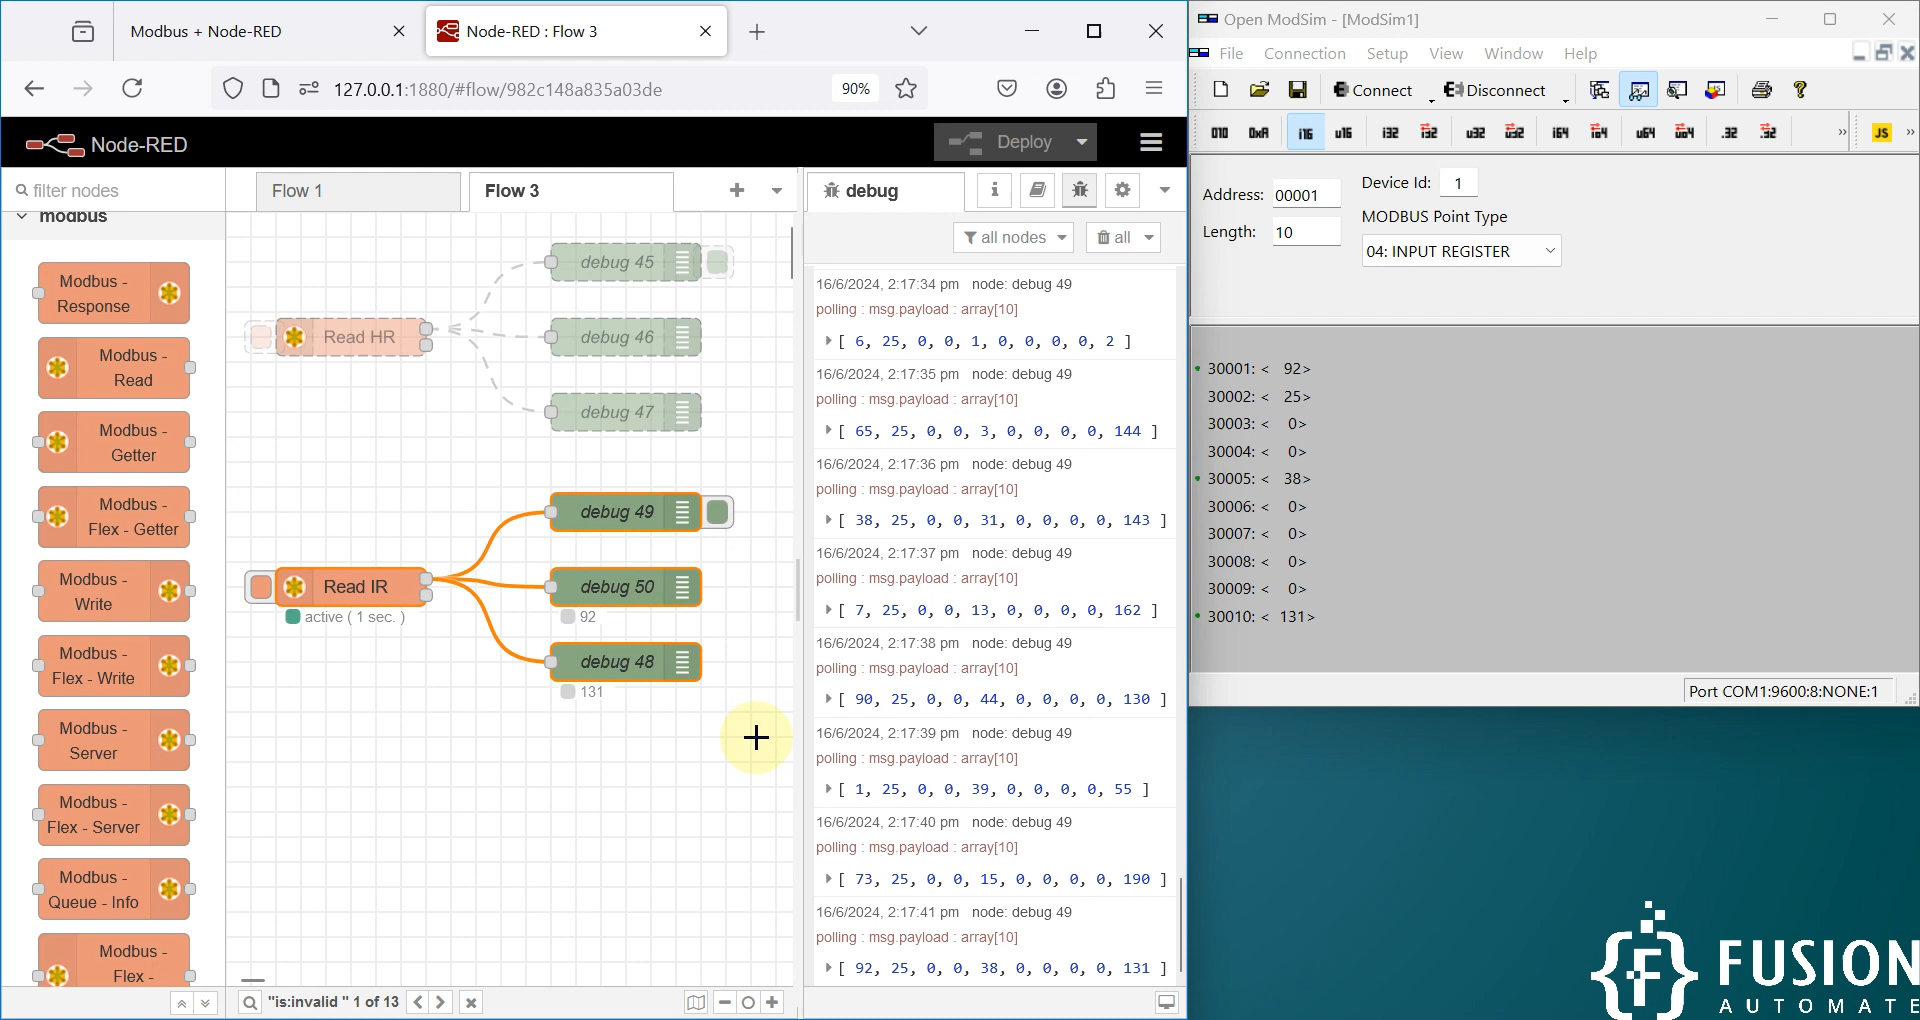 Modbus + Node-RED
Node-RED : Flow 3
127.0.0.1:1880/#flow/982c148a835a03de
90%
Node-RED
Deploy
filter nodes
modbus
Modbus -
Response
Modbus -
Read
Modbus -
Getter
Modbus -
Flex - Getter
Modbus -
Write
Modbus -
Flex - Write
Modbus -
Server
Modbus -
Flex - Server
Modbus -
Queue - Info
Modbus -
Flex -
Flow 1
Flow 3
debug 45
Read HR
debug 46
debug 47
debug 49
Read IR
active ( 1 sec. )
debug 50
92
debug 48
131
"is:invalid " 1 of 13
debug
i
all nodes
all
16/6/2024, 2:17:34 pm node: debug 49
polling : msg.payload : array[10]
[ 6, 25, 0, 0, 1, 0, 0, 0, 0, 2 ]
16/6/2024, 2:17:35 pm node: debug 49
polling : msg.payload : array[10]
[ 65, 25, 0, 0, 3, 0, 0, 0, 0, 144 ]
16/6/2024, 2:17:36 pm node: debug 49
polling : msg.payload : array[10]
[ 38, 25, 0, 0, 31, 0, 0, 0, 0, 143 ]
16/6/2024, 2:17:37 pm node: debug 49
polling : msg.payload : array[10]
[ 7, 25, 0, 0, 13, 0, 0, 0, 0, 162 ]
16/6/2024, 2:17:38 pm node: debug 49
polling : msg.payload : array[10]
[ 90, 25, 0, 0, 44, 0, 0, 0, 0, 130 ]
16/6/2024, 2:17:39 pm node: debug 49
polling : msg.payload : array[10]
[ 1, 25, 0, 0, 39, 0, 0, 0, 0, 55 ]
16/6/2024, 2:17:40 pm node: debug 49
polling : msg.payload : array[10]
[ 73, 25, 0, 0, 15, 0, 0, 0, 0, 190 ]
16/6/2024, 2:17:41 pm node: debug 49
polling : msg.payload : array[10]
[ 92, 25, 0, 0, 38, 0, 0, 0, 0, 131 ]
Open ModSim - [ModSim1]
File Connection Setup View Window Help
Connect Disconnect
010 0xA i16 u16 i32 i32 u32 u32 i64 i64 u64 u64 .32 .32 JS
Address: 00001
Length: 10
Device Id: 1
MODBUS Point Type
04: INPUT REGISTER
30001: < 92>
30002: < 25>
30003: < 0>
30004: < 0>
30005: < 38>
30006: < 0>
30007: < 0>
30008: < 0>
30009: < 0>
30010: < 131>
Port COM1:9600:8:NONE:1
FUSION
AUTOMATE